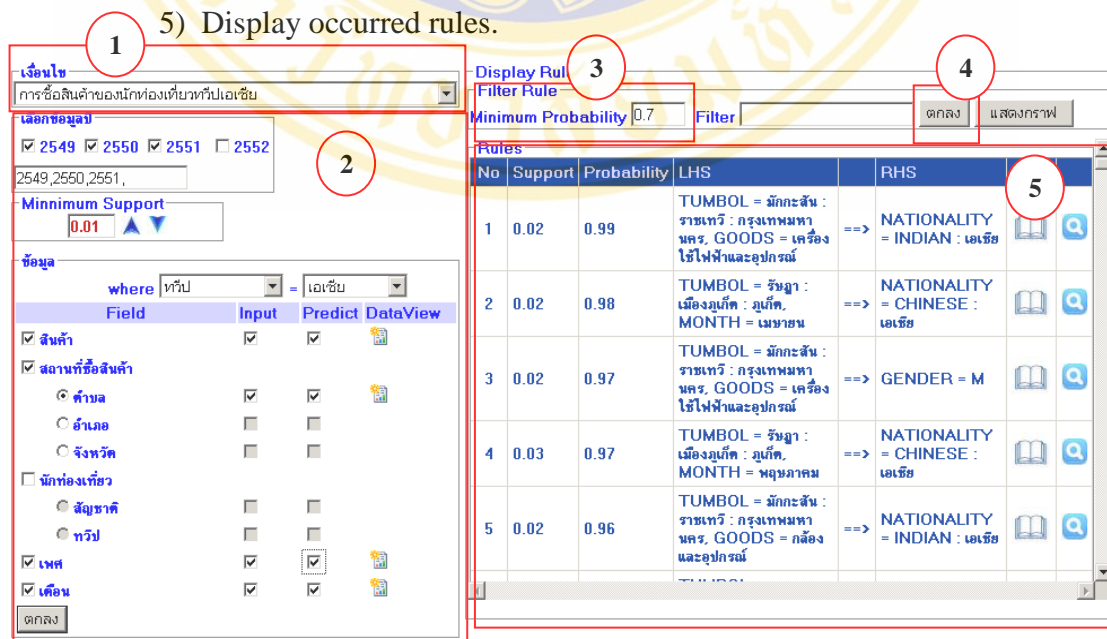 5) Display occurred rules.
1
เงื่อนไข
การซื้อสินค้าของนักท่องเที่ยวทวีปเอเชีย
2
เลือกข้อมูลปี
2549 2550 2551 2552
2549,2550,2551,
Minnimum Support
0.01
ข้อมูล
where ทวีป = เอเซีย
Field Input Predict DataView
สินค้า
สถานที่ซื้อสินค้า
ตำบล
อำเภอ
จังหวัด
นักท่องเที่ยว
สัญชาติ
ทวีป
เพศ
เดือน
ตกลง
3
4
Display Rul
Filter Rule
Minimum Probability 0.7 Filter ตกลง แสดงกราฟ
Rules
5
No Support Probability LHS RHS
1 0.02 0.99
TUMBOL = มักกะสัน :
ราชเทวี : กรุงเทพมหา
นคร, GOODS = เครื่อง
ใช้ไฟฟ้าและอุปกรณ์
==>
NATIONALITY
= INDIAN : เอเชีย
2 0.02 0.98
TUMBOL = รัษฎา :
เมืองภูเก็ต : ภูเก็ต,
MONTH = เมษายน
==>
NATIONALITY
= CHINESE :
เอเชีย
3 0.02 0.97
TUMBOL = มักกะสัน :
ราชเทวี : กรุงเทพมหา
นคร, GOODS = เครื่อง
ใช้ไฟฟ้าและอุปกรณ์
==>
GENDER = M
4 0.03 0.97
TUMBOL = รัษฎา :
เมืองภูเก็ต : ภูเก็ต,
MONTH = พฤษภาคม
==>
NATIONALITY
= CHINESE :
เอเชีย
5 0.02 0.96
TUMBOL = มักกะสัน :
ราชเทวี : กรุงเทพมหา
นคร, GOODS = กล้อง
และอุปกรณ์
==>
NATIONALITY
= INDIAN : เอเชีย